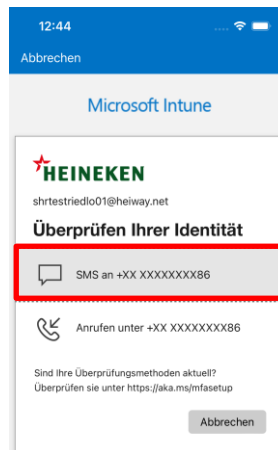 12:44
Abbrechen
Microsoft Intune
HEINEKEN
shrtestriedlo01@heiway.net
Überprüfen Ihrer Identität
SMS an +XX XXXXXXXX86
Anrufen unter +XX XXXXXXXX86
Sind Ihre Überprüfungsmethoden aktuell?
Überprüfen sie unter https://aka.ms/mfasetup
Abbrechen